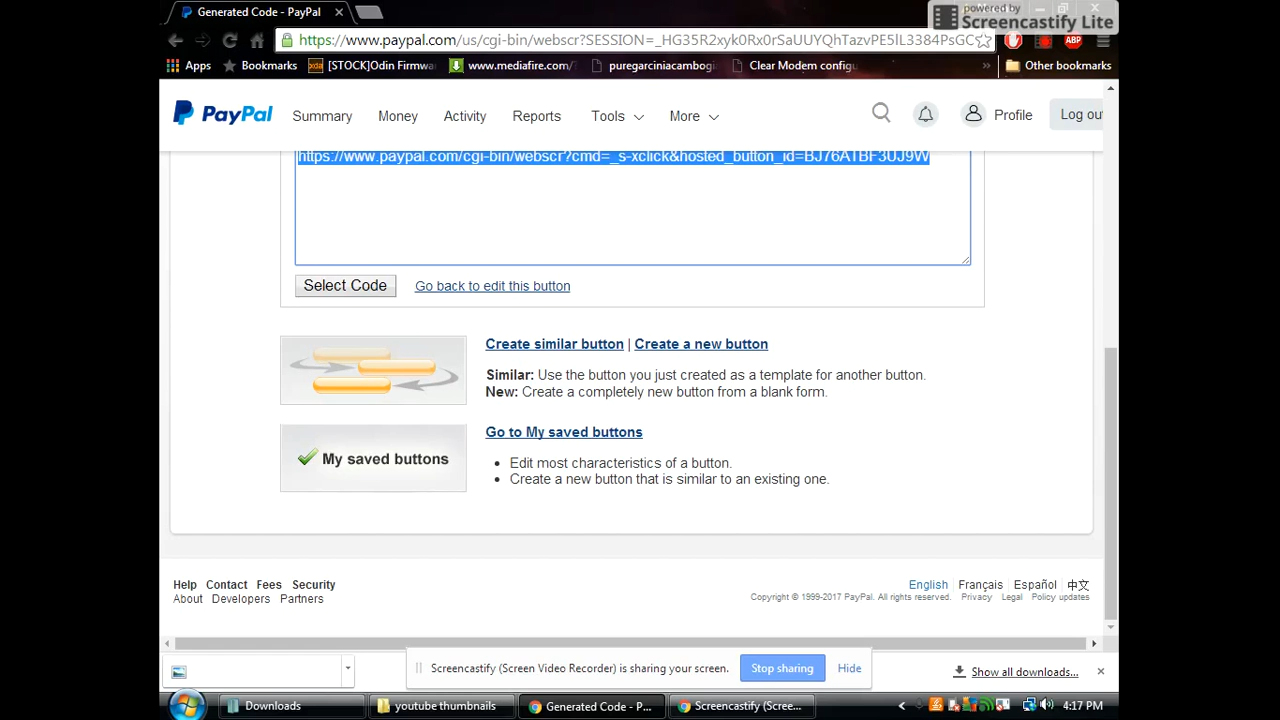 Generated Code - PayPal
powered by
Screencastify Lite
https://www.paypal.com/us/cgi-bin/webscr?SESSION=_HG35R2xyk0Rx0rSaUUYQhTazvPE5lL3384PsGC
ABP
Apps
Bookmarks
[STOCK]Odin Firmwa
www.mediafire.com/
puregarciniacambogi
Clear Modem configu
»
Other bookmarks
PayPal
Summary
Money
Activity
Reports
Tools
More
Profile
Log out
https://www.paypal.com/cgi-bin/webscr?cmd=_s-xclick&hosted_button_id=BJ76ATBF3UJ9W
Select Code
Go back to edit this button
Create similar button | Create a new button
Similar: Use the button you just created as a template for another button.
New: Create a completely new button from a blank form.
My saved buttons
Go to My saved buttons
• Edit most characteristics of a button.
• Create a new button that is similar to an existing one.
Help Contact Fees Security
About Developers Partners
English Français Español 中文
Copyright © 1999-2017 PayPal. All rights reserved. Privacy Legal Policy updates
Screencastify (Screen Video Recorder) is sharing your screen.
Stop sharing
Hide
Show all downloads...
Downloads
youtube thumbnails
Generated Code - P...
Screencastify (Scree...
4:17 PM